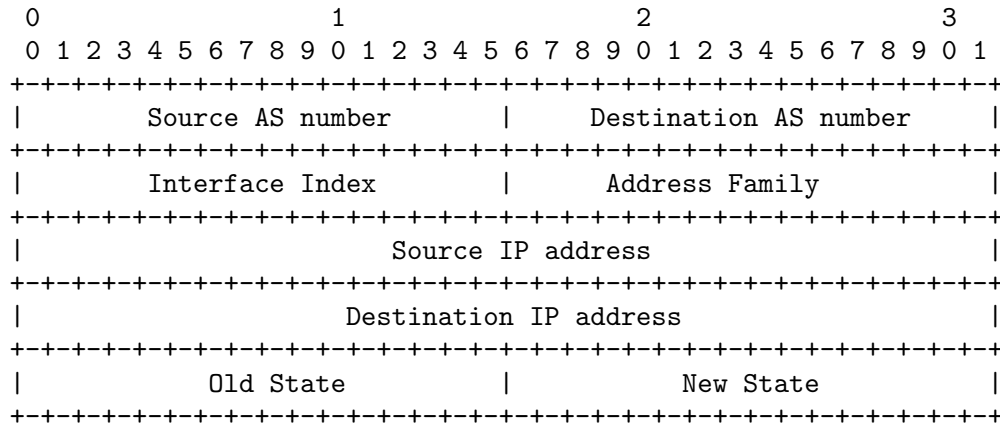 0                   1                   2                   3
 0 1 2 3 4 5 6 7 8 9 0 1 2 3 4 5 6 7 8 9 0 1 2 3 4 5 6 7 8 9 0 1
+-+-+-+-+-+-+-+-+-+-+-+-+-+-+-+-+-+-+-+-+-+-+-+-+-+-+-+-+-+-+-+-+
|        Source AS number       |     Destination AS number     |
+-+-+-+-+-+-+-+-+-+-+-+-+-+-+-+-+-+-+-+-+-+-+-+-+-+-+-+-+-+-+-+-+
|        Interface Index        |      Address Family           |
+-+-+-+-+-+-+-+-+-+-+-+-+-+-+-+-+-+-+-+-+-+-+-+-+-+-+-+-+-+-+-+-+
|                        Source IP address                      |
+-+-+-+-+-+-+-+-+-+-+-+-+-+-+-+-+-+-+-+-+-+-+-+-+-+-+-+-+-+-+-+-+
|                     Destination IP address                    |
+-+-+-+-+-+-+-+-+-+-+-+-+-+-+-+-+-+-+-+-+-+-+-+-+-+-+-+-+-+-+-+-+
|            Old State          |           New State           |
+-+-+-+-+-+-+-+-+-+-+-+-+-+-+-+-+-+-+-+-+-+-+-+-+-+-+-+-+-+-+-+-+